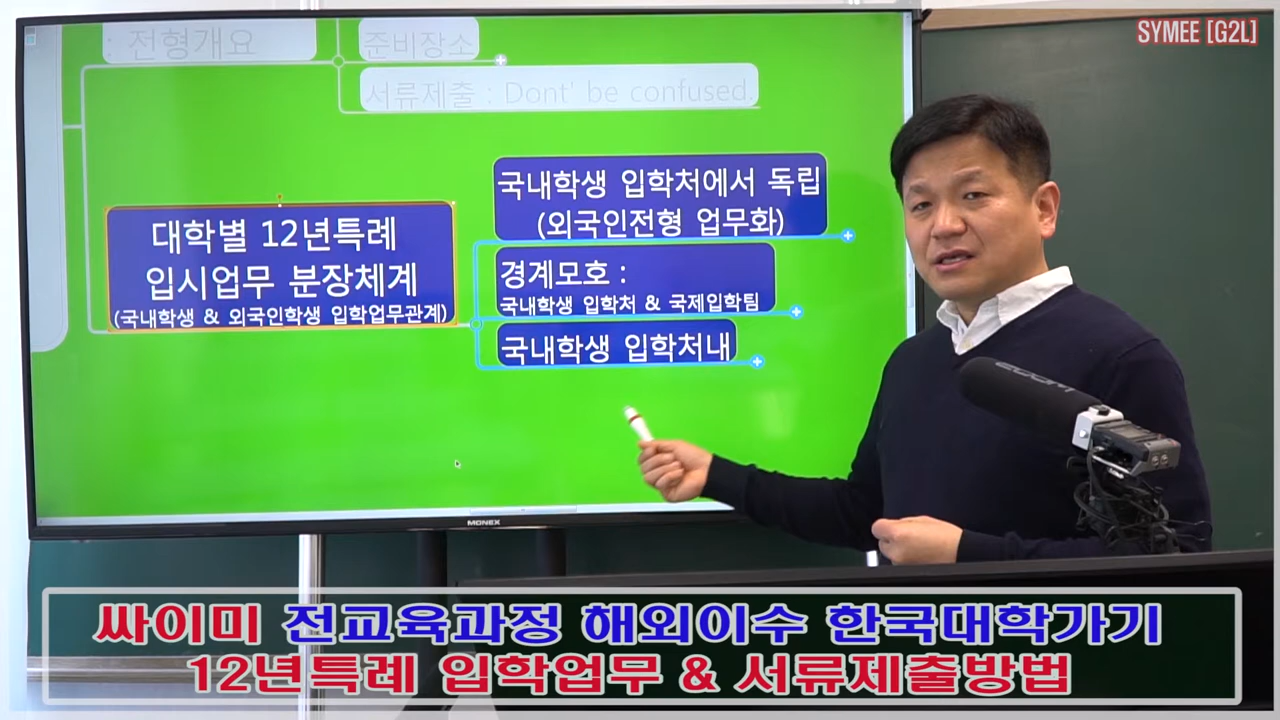 SYMEE [G2L]
: 전형개요
준비장소
서류제출 : Dont' be confused.
대학별 12년특례
입시업무 분장체계
(국내학생 & 외국인학생 입학업무관계)
국내학생 입학처에서 독립
(외국인전형 업무화)
경계모호 :
국내학생 입학처 & 국제입학팀
국내학생 입학처내
MONEX
ZOOM
싸이미 전교육과정 해외이수 한국대학가기
12년특례 입학업무 & 서류제출방법